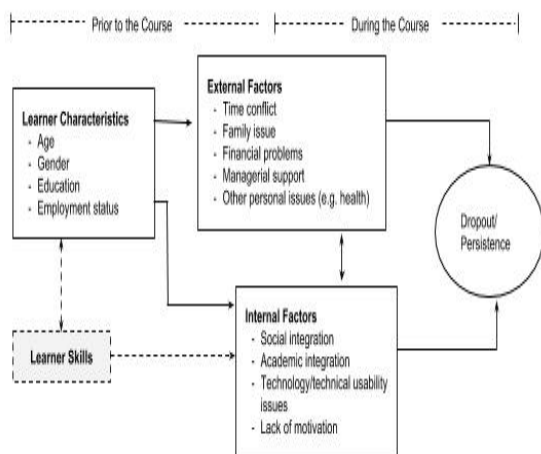 Prior to the Course
During the Course
Learner Characteristics
- Age
- Gender
- Education
- Employment status
External Factors
- Time conflict
- Family issue
- Financial problems
- Managerial support
- Other personal issues (e.g. health)
Dropout/
Persistence
Learner Skills
Internal Factors
- Social integration
- Academic integration
- Technology/technical usability
issues
- Lack of motivation